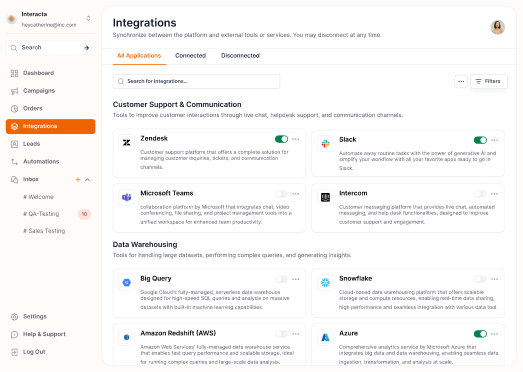 Interacta
heycatherine@inc.com
Search
Dashboard
Campaigns
Orders
Integrations
Leads
Automations
Inbox
# Welcome
# QA-Testing
10
# Sales Testing
Settings
Help & Support
Log Out
Integrations
Synchronize between the platform and external tools or services. You may disconnect at any time.
All Applications
Connected
Disconnected
Search for integrations...
Filters
Customer Support & Communication
Tools to improve customer interactions through live chat, helpdesk support, and communication channels.
Zendesk
Customer support platform that offers a complete solution for
managing customer inquiries, tickets, and communication
channels.
Slack
Automate away routine tasks with the power of generative AI and
simplify your workflow with all your favorite apps ready to go in
Slack.
Microsoft Teams
collaboration platform by Microsoft that integrates chat, video
conferencing, file sharing, and project management tools into a
unified workspace for enhanced team productivity.
Intercom
Customer messaging platform that provides live chat, automated
messaging, and help desk functionalities, designed to improve
customer support and engagement.
Data Warehousing
Tools for handling large datasets, performing complex queries, and generating insights.
Big Query
Google Cloud's fully-managed, serverless data warehouse
designed for high-speed SQL queries and analysis on massive
datasets with built-in machine learning capabilities
Snowflake
Cloud-based data warehousing platform that offers scalable
storage and compute resources, enabling real-time data sharing,
high performance and seamless integration with various data tool
Amazon Redshift (AWS)
Amazon Web Services' fully-managed data warehouse service
that enables fast query performance and scalable storage, ideal
for running complex queries and large-scale data analysis.
Azure
Comprehensive analytics service by Microsoft Azure that
integrates big data and data warehousing, enabling seamless data
ingestion, transformation, and analysis at scale.